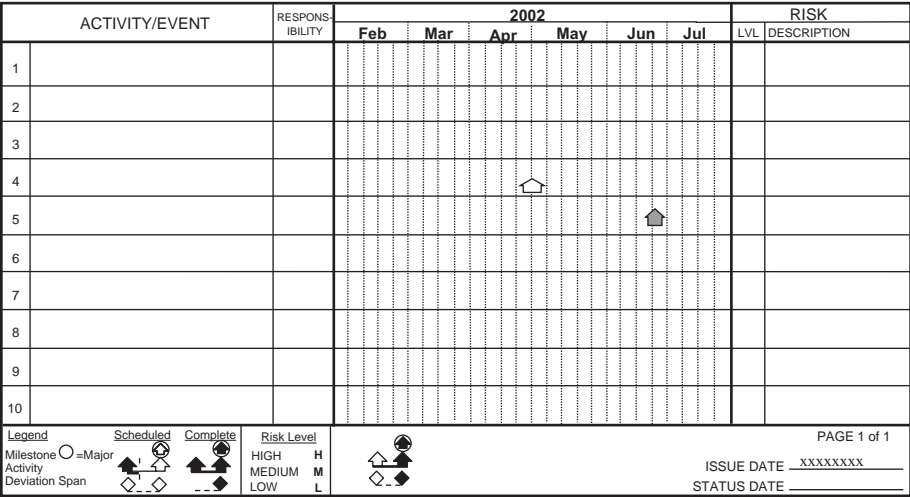 ACTIVITY/EVENT
RESPONS-
IBILITY
2002
Feb Mar Apr May Jun Jul
RISK
LVL DESCRIPTION
1
2
3
4
5
6
7
8
9
10
Legend Scheduled Complete
Milestone =Major
Activity
Deviation Span
Risk Level
HIGH H
MEDIUM M
LOW L
PAGE 1 of 1
ISSUE DATE XXXXXXXX
STATUS DATE